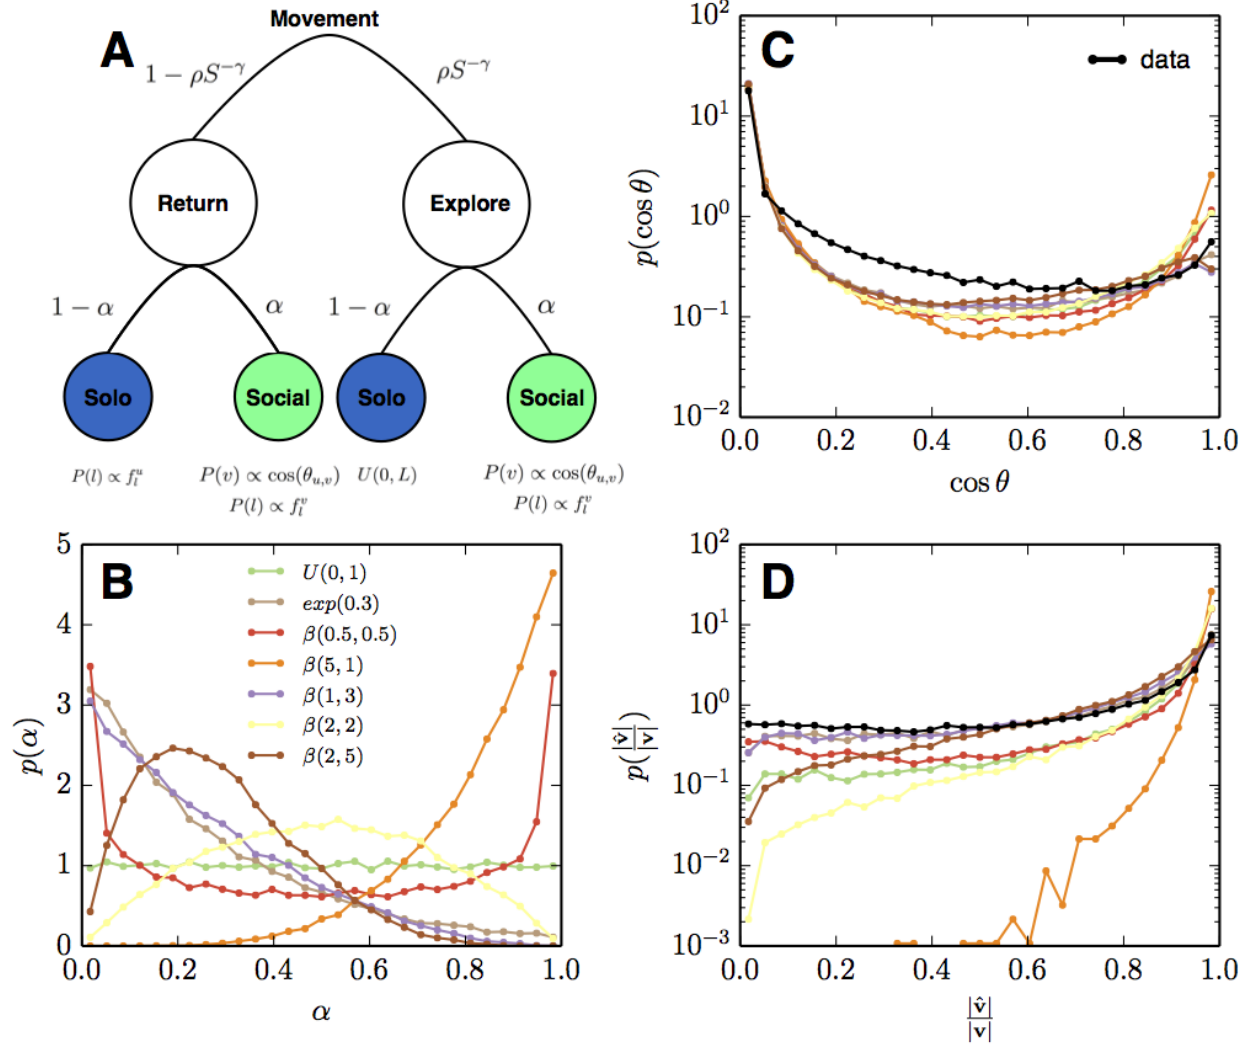 Movement
A
1 − ρS^−γ
ρS^−γ
Return
Explore
1 − α
α
1 − α
α
Solo
Social
Solo
Social
P(l) ∝ f_l^u
P(v) ∝ cos(θ_u,v)
P(l) ∝ f_l^v
U(0, L)
P(v) ∝ cos(θ_u,v)
P(l) ∝ f_l^v
C
data
10^2
10^1
10^0
10^−1
10^−2
p(cos θ)
0.0 0.2 0.4 0.6 0.8 1.0
cos θ
B
5
4
3
2
1
0
p(α)
U(0, 1)
exp(0.3)
β(0.5, 0.5)
β(5, 1)
β(1, 3)
β(2, 2)
β(2, 5)
0.0 0.2 0.4 0.6 0.8 1.0
α
D
10^2
10^1
10^0
10^−1
10^−2
10^−3
p(|v̂|/|v|)
0.0 0.2 0.4 0.6 0.8 1.0
|v̂|
|v|